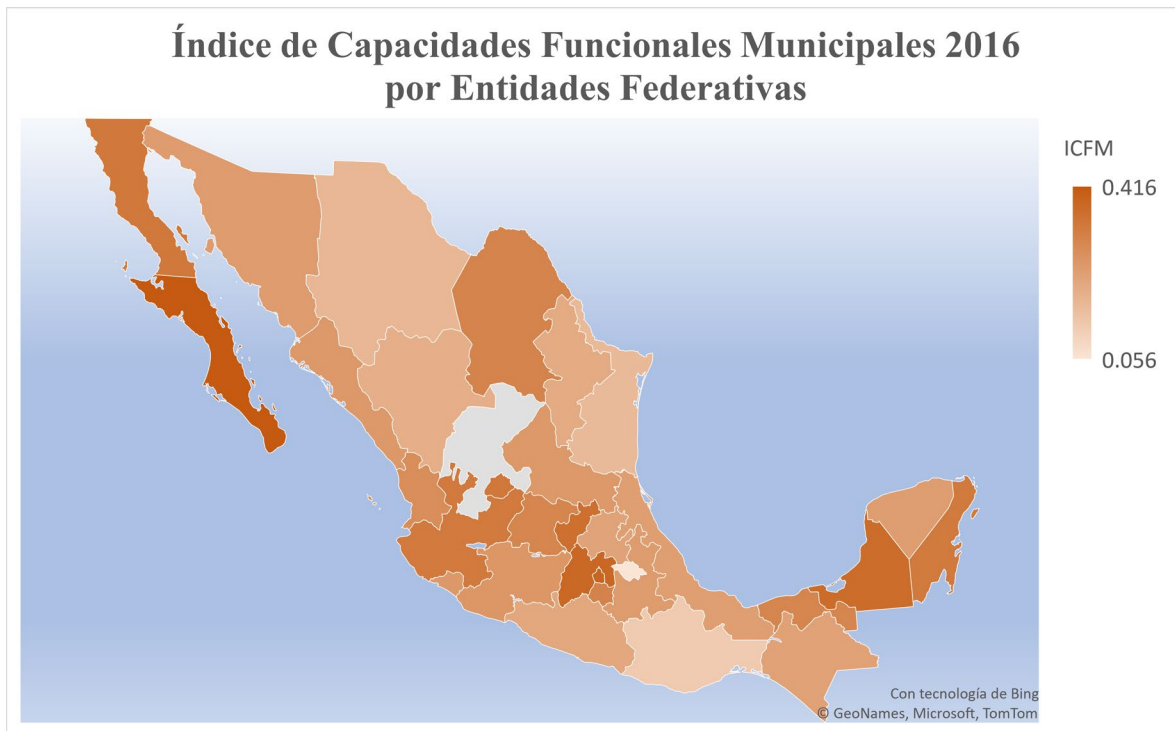 Índice de Capacidades Funcionales Municipales 2016
por Entidades Federativas
ICFM
0.416
0.056
Con tecnología de Bing
© GeoNames, Microsoft, TomTom